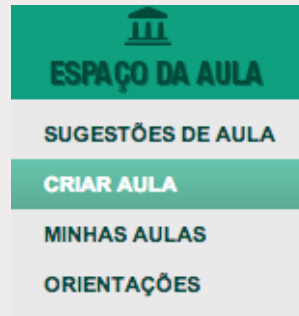 ESPAÇO DA AULA
SUGESTÕES DE AULA
CRIAR AULA
MINHAS AULAS
ORIENTAÇÕES